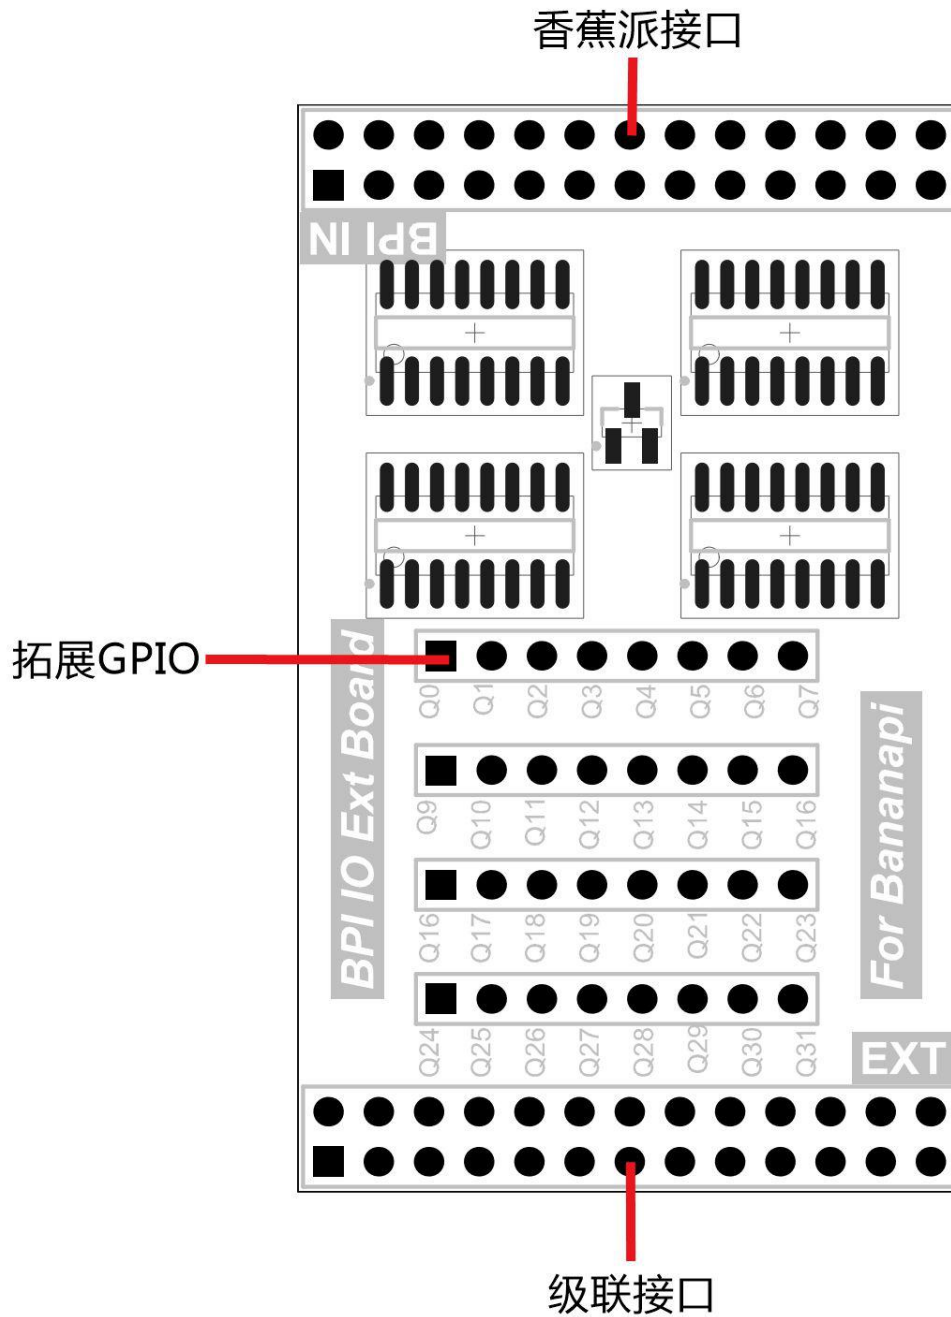 香蕉派接口
BPI IN
拓展GPIO
BPI IO Ext Board
For Bananapi
Q0 Q1 Q2 Q3 Q4 Q5 Q6 Q7
Q9 Q10 Q11 Q12 Q13 Q14 Q15 Q16
Q16 Q17 Q18 Q19 Q20 Q21 Q22 Q23
Q24 Q25 Q26 Q27 Q28 Q29 Q30 Q31
EXT
级联接口